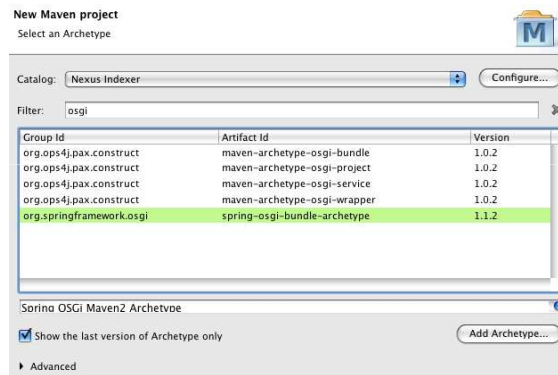 New Maven project
Select an Archetype
M
Catalog: Nexus Indexer Configure...
Filter: osgi
Group Id Artifact Id Version
org.ops4j.pax.construct maven-archetype-osgi-bundle 1.0.2
org.ops4j.pax.construct maven-archetype-osgi-project 1.0.2
org.ops4j.pax.construct maven-archetype-osgi-service 1.0.2
org.ops4j.pax.construct maven-archetype-osgi-wrapper 1.0.2
org.springframework.osgi spring-osgi-bundle-archetype 1.1.2
Spring OSGi Maven2 Archetype
Show the last version of Archetype only Add Archetype...
Advanced